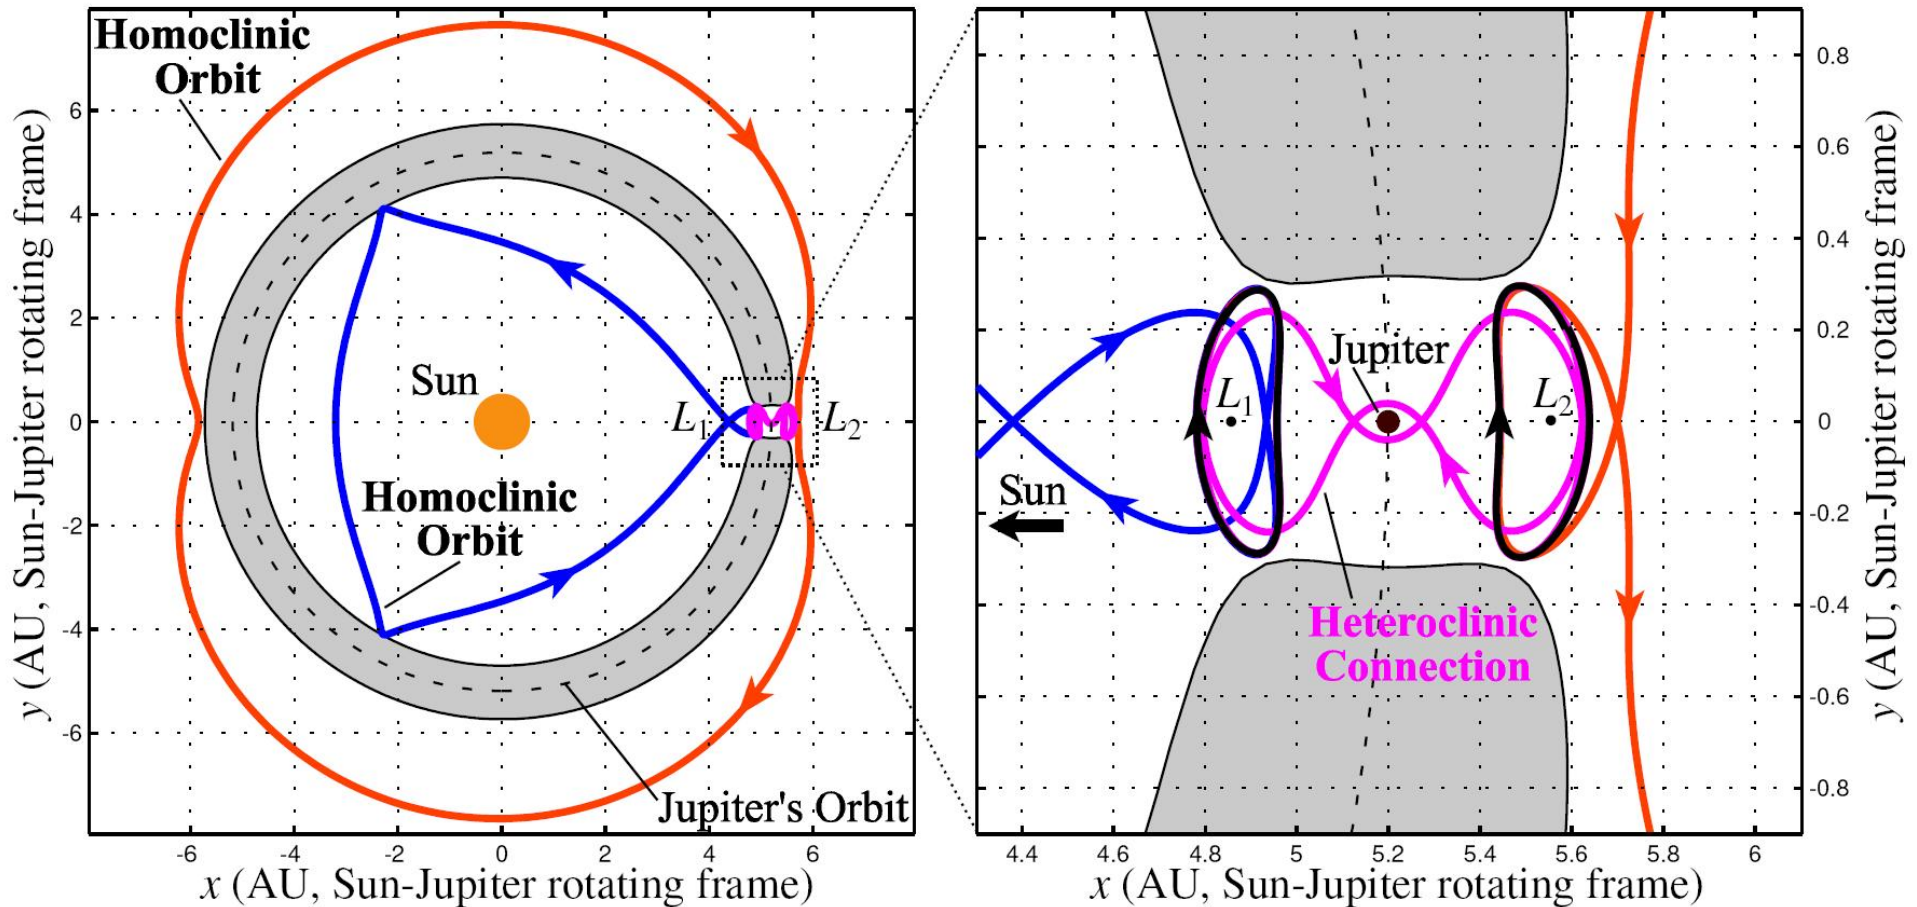 Homoclinic
Orbit
6
4
2
0
-2
-4
-6
y (AU, Sun-Jupiter rotating frame)
Sun
L1
L2
Homoclinic
Orbit
Jupiter's Orbit
-6
-4
-2
0
2
4
6
x (AU, Sun-Jupiter rotating frame)
Jupiter
L1
L2
Sun
Heteroclinic
Connection
0.8
0.6
0.4
0.2
0
-0.2
-0.4
-0.6
-0.8
y (AU, Sun-Jupiter rotating frame)
4.4
4.6
4.8
5
5.2
5.4
5.6
5.8
6
x (AU, Sun-Jupiter rotating frame)